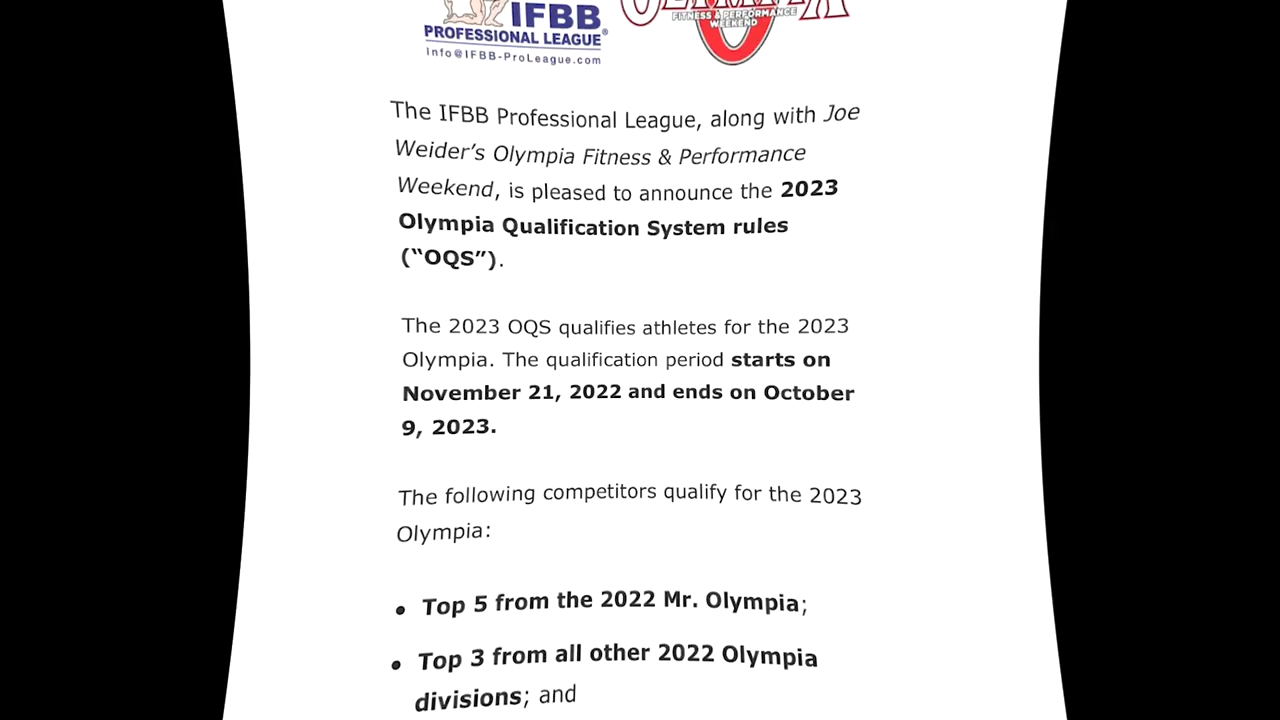 IFBB
OLYMPIA
PROFESSIONAL LEAGUE®
FITNESS & PERFORMANCE
WEEKEND
Info@IFBB-ProLeague.com
The IFBB Professional League, along with Joe
Weider’s Olympia Fitness & Performance
Weekend, is pleased to announce the 2023
Olympia Qualification System rules
(“OQS”).
The 2023 OQS qualifies athletes for the 2023
Olympia. The qualification period starts on
November 21, 2022 and ends on October
9, 2023.
The following competitors qualify for the 2023
Olympia:
• Top 5 from the 2022 Mr. Olympia;
• Top 3 from all other 2022 Olympia
divisions; and